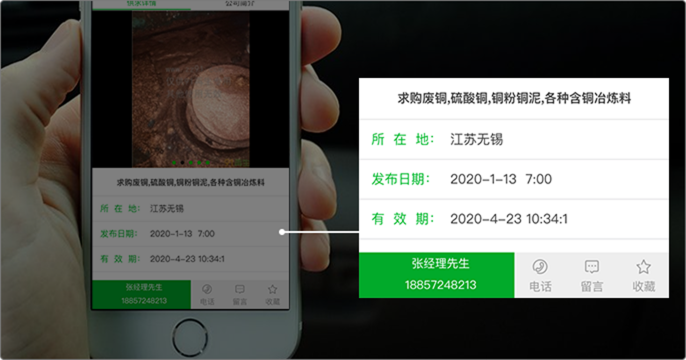 供求详情
公司简介
求购废铜,硫酸铜,铜粉铜泥,各种含铜冶炼料
所 在 地: 江苏无锡
发布日期: 2020-1-13 7:00
有 效 期: 2020-4-23 10:34:1
张经理先生
18857248213
电话
留言
收藏
求购废铜,硫酸铜,铜粉铜泥,各种含铜冶炼料
所 在 地: 江苏无锡
发布日期: 2020-1-13 7:00
有 效 期: 2020-4-23 10:34:1
张经理先生
18857248213
电话
留言
收藏